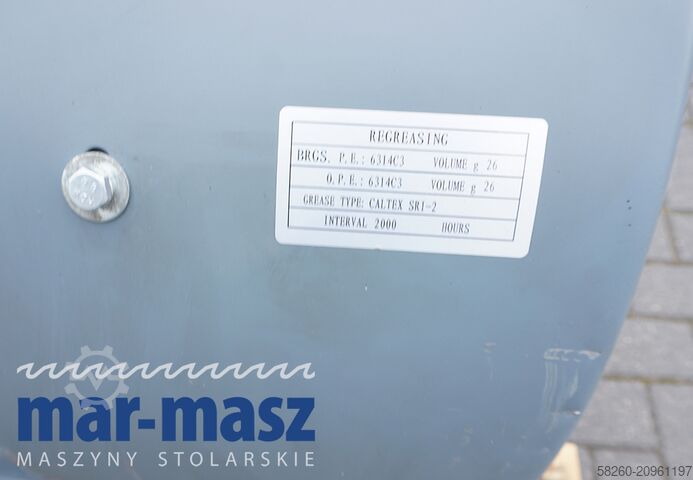 REGREASING
BRGS. P.E.: 6314C3 VOLUME g 26
O.P.E.: 6314C3 VOLUME g 26
GREASE TYPE: CALTEX SRI-2
INTERVAL 2000 HOURS
mar-masz
MASZYNY STOLARSKIE
58260-20961197